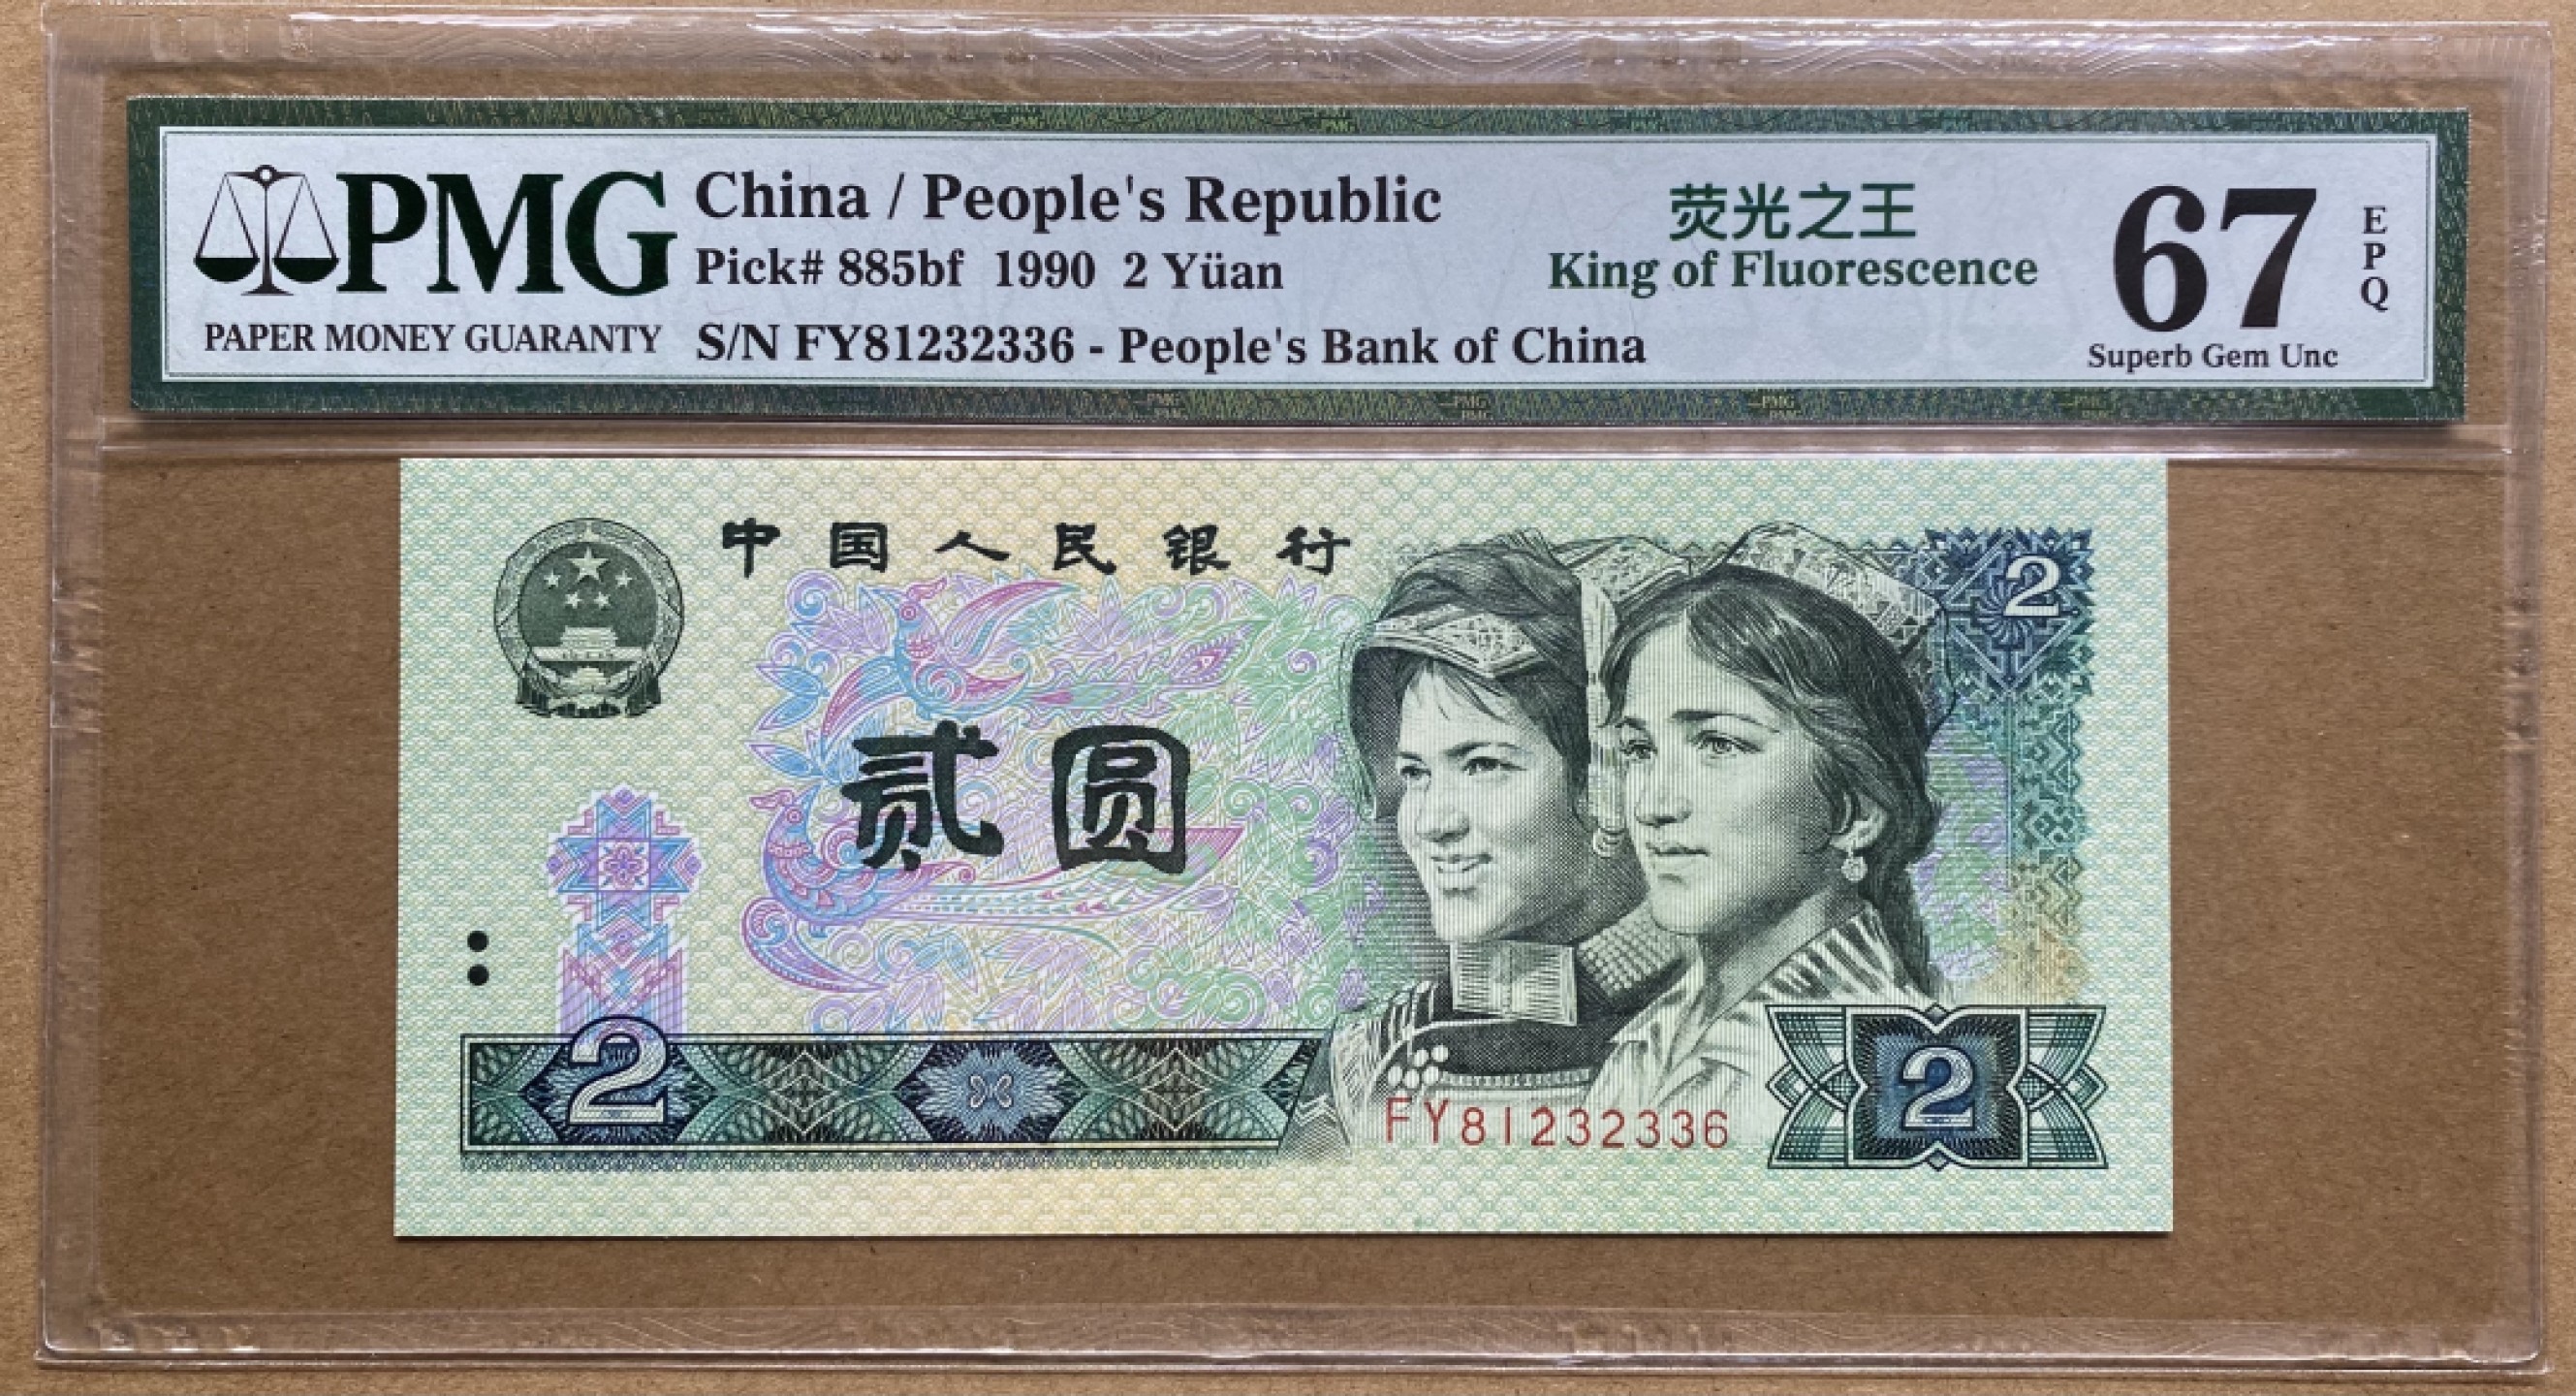 PMG
PAPER MONEY GUARANTY
China / People's Republic
Pick# 885bf 1990 2 Yüan
S/N FY81232336 - People's Bank of China
荧光之王
King of Fluorescence
67
EPQ
Superb Gem Unc
中国人民银行
2
贰圆
2
FY81232336
2